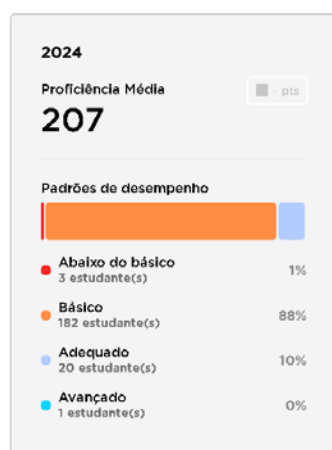 2024
Proficiência Média
- pts
207
Padrões de desempenho
Abaixo do básico
3 estudante(s)
1%
Básico
182 estudante(s)
88%
Adequado
20 estudante(s)
10%
Avançado
1 estudante(s)
0%